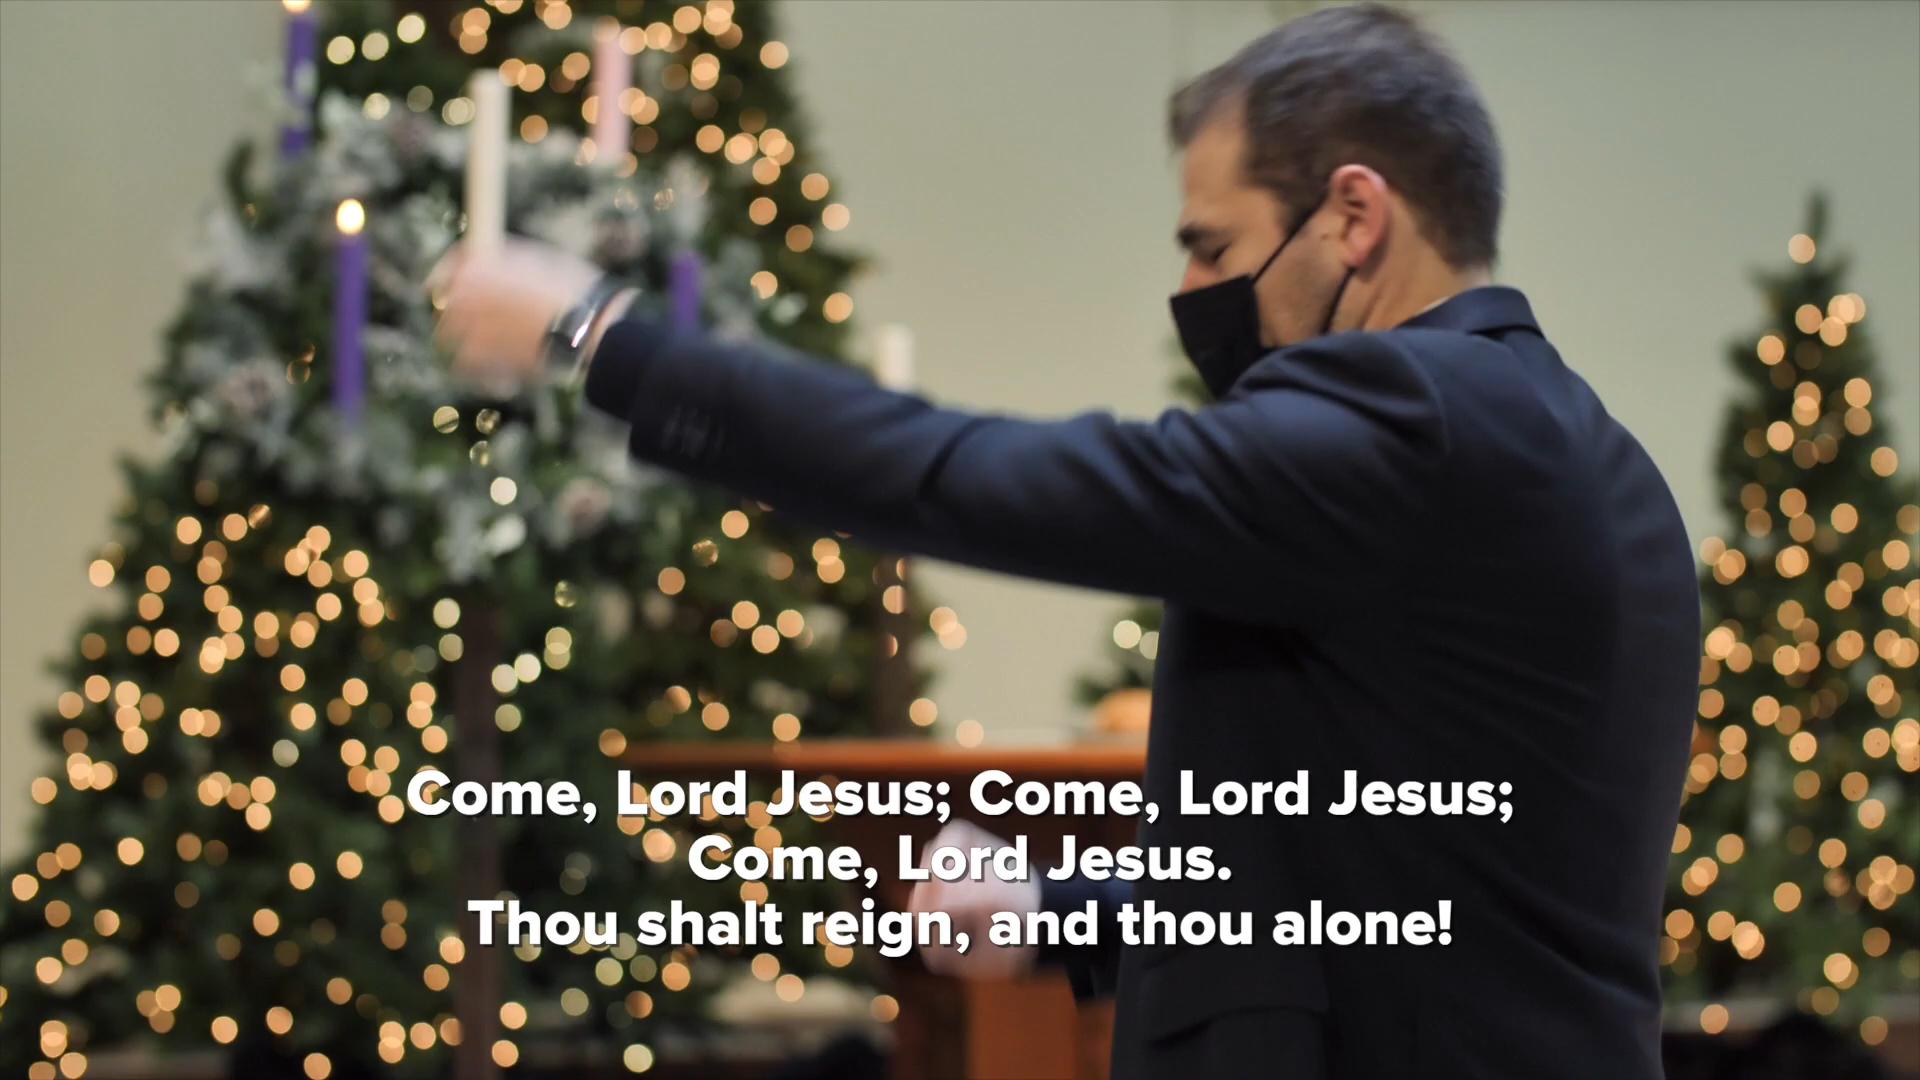 Come, Lord Jesus; Come, Lord Jesus;
Come, Lord Jesus.
Thou shalt reign, and thou alone!